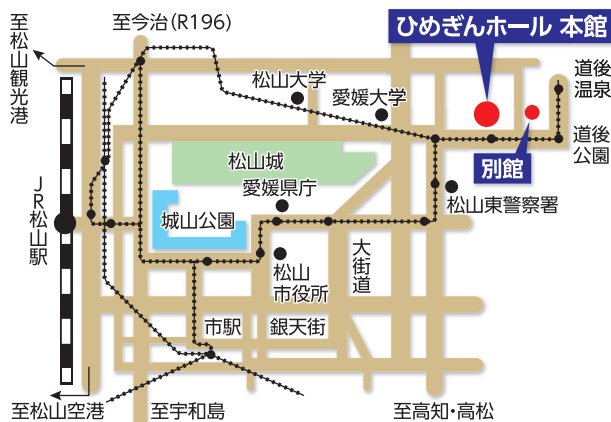 至松山観光港
至今治(R196)
ひめぎんホール 本館
松山大学
愛媛大学
道後
温泉
道後
公園
別館
松山城
愛媛県庁
城山公園
松山東警察署
JR松山駅
松山
市役所
大街道
市駅
銀天街
至松山空港
至宇和島
至高知・高松